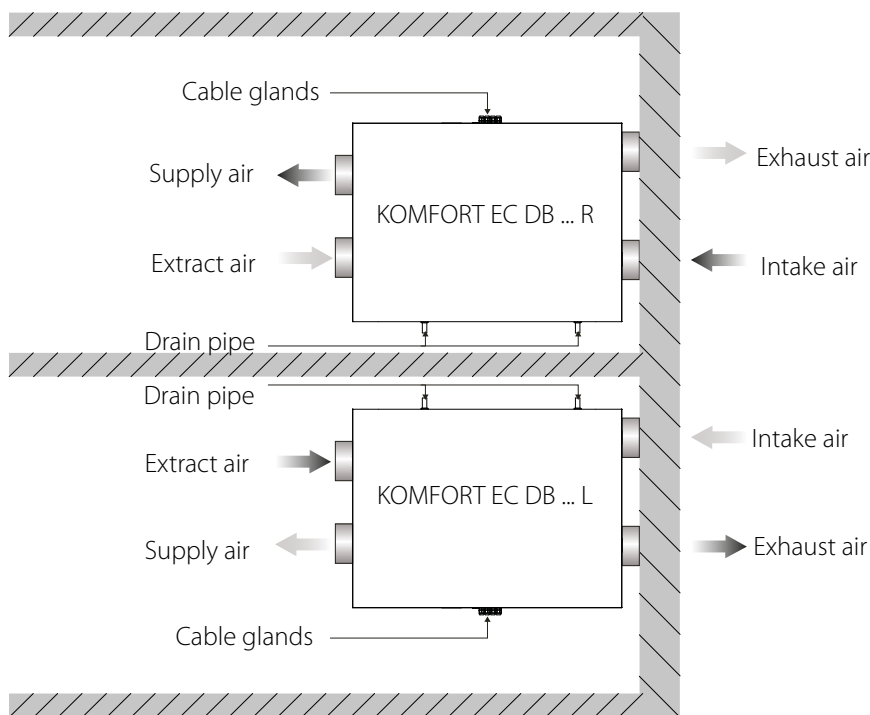 Cable glands
Supply air
Exhaust air
KOMFORT EC DB ... R
Extract air
Intake air
Drain pipe
Drain pipe
Intake air
Extract air
KOMFORT EC DB ... L
Supply air
Exhaust air
Cable glands